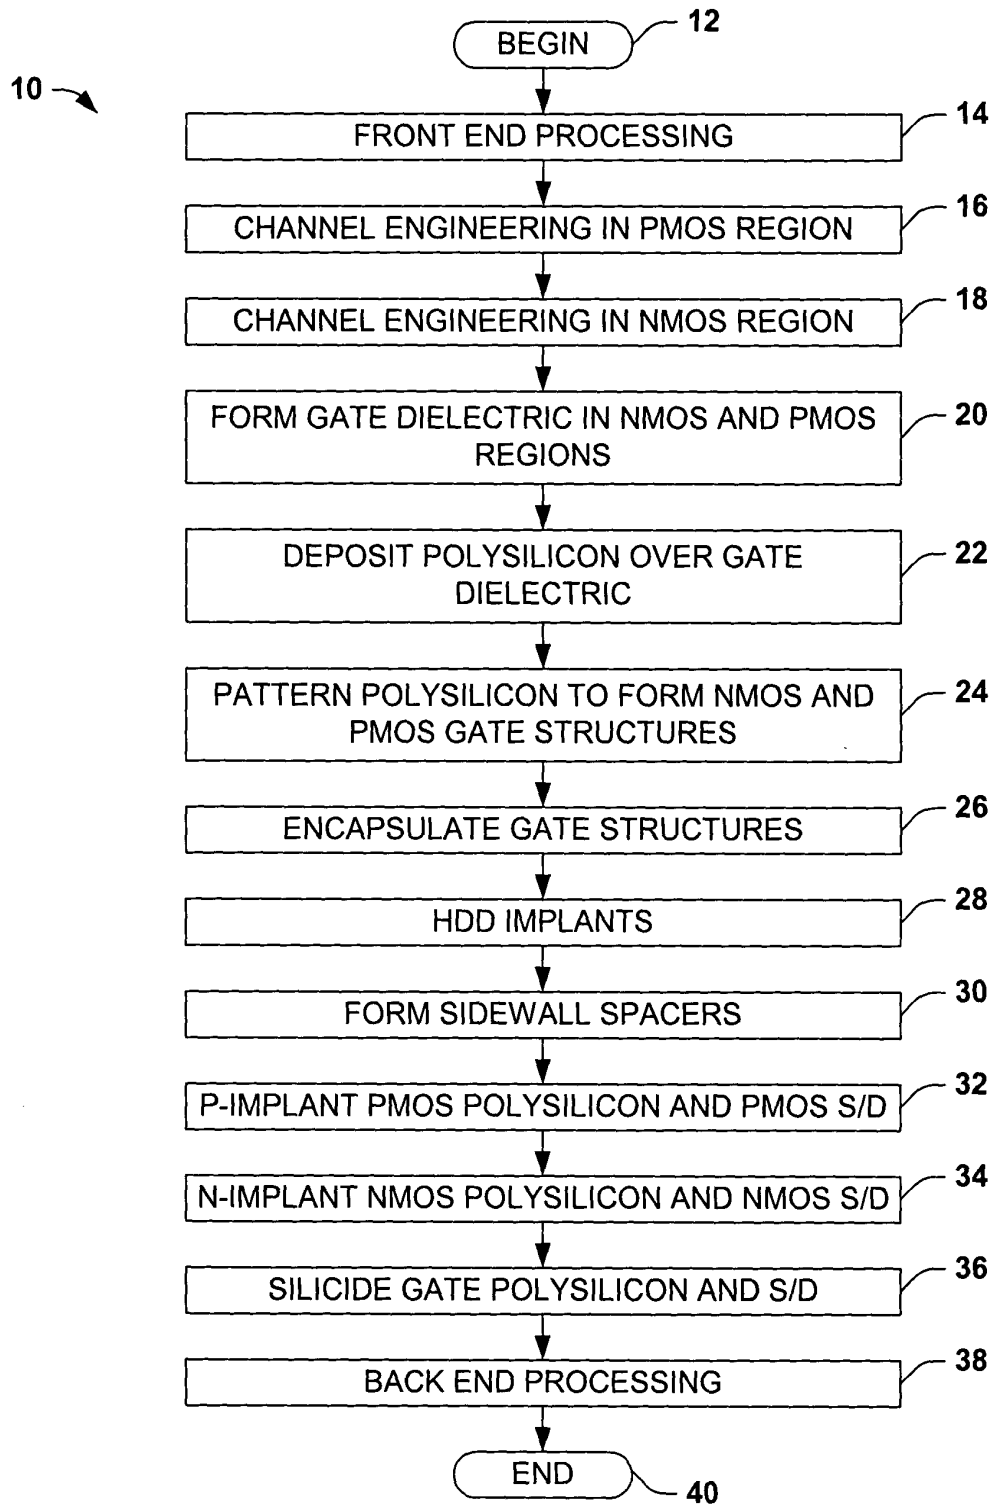 12
BEGIN
10
14
FRONT END PROCESSING
16
CHANNEL ENGINEERING IN PMOS REGION
18
CHANNEL ENGINEERING IN NMOS REGION
20
FORM GATE DIELECTRIC IN NMOS AND PMOS
REGIONS
22
DEPOSIT POLYSILICON OVER GATE
DIELECTRIC
24
PATTERN POLYSILICON TO FORM NMOS AND
PMOS GATE STRUCTURES
26
ENCAPSULATE GATE STRUCTURES
28
HDD IMPLANTS
30
FORM SIDEWALL SPACERS
32
P-IMPLANT PMOS POLYSILICON AND PMOS S/D
34
N-IMPLANT NMOS POLYSILICON AND NMOS S/D
36
SILICIDE GATE POLYSILICON AND S/D
38
BACK END PROCESSING
END
40